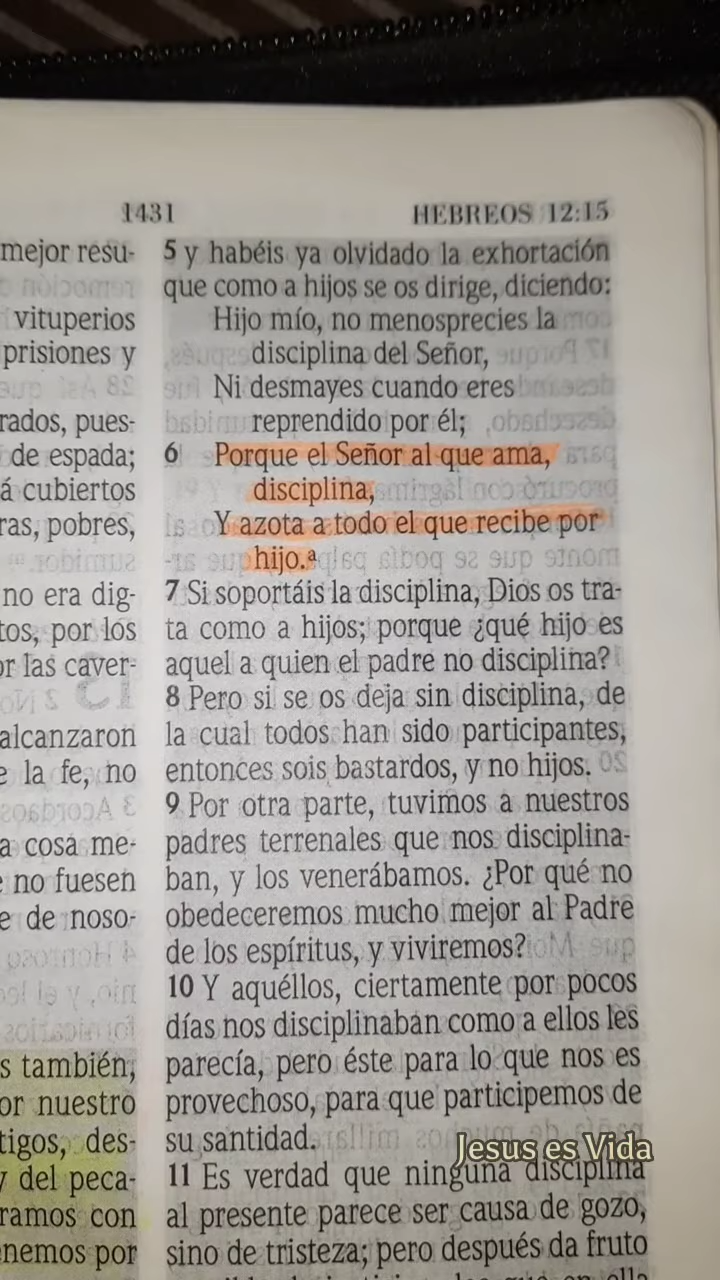 1431
HEBREOS 12:15
mejor resu-
vituperios
prisiones y
rados, pues-
de espada;
á cubiertos
ras, pobres,
no era dig-
tos, por los
or las caver-
alcanzaron
e la fe, no
a cosa me-
e no fuesen
e de noso-
s también,
or nuestro
tigos, des-
y del peca-
ramos con
nemos por
5 y habéis ya olvidado la exhortación
que como a hijos se os dirige, diciendo:
Hijo mío, no menosprecies la
disciplina del Señor,
Ni desmayes cuando eres
reprendido por él;
6 Porque el Señor al que ama,
disciplina,
Y azota a todo el que recibe por
hijo.ª
7 Si soportáis la disciplina, Dios os tra-
ta como a hijos; porque ¿qué hijo es
aquel a quien el padre no disciplina?
8 Pero si se os deja sin disciplina, de
la cual todos han sido participantes,
entonces sois bastardos, y no hijos.
9 Por otra parte, tuvimos a nuestros
padres terrenales que nos disciplina-
ban, y los venerábamos. ¿Por qué no
obedeceremos mucho mejor al Padre
de los espíritus, y viviremos?
10 Y aquéllos, ciertamente por pocos
días nos disciplinaban como a ellos les
parecía, pero éste para lo que nos es
provechoso, para que participemos de
su santidad.
Jesus es Vida
11 Es verdad que ninguna disciplina
al presente parece ser causa de gozo,
sino de tristeza; pero después da fruto